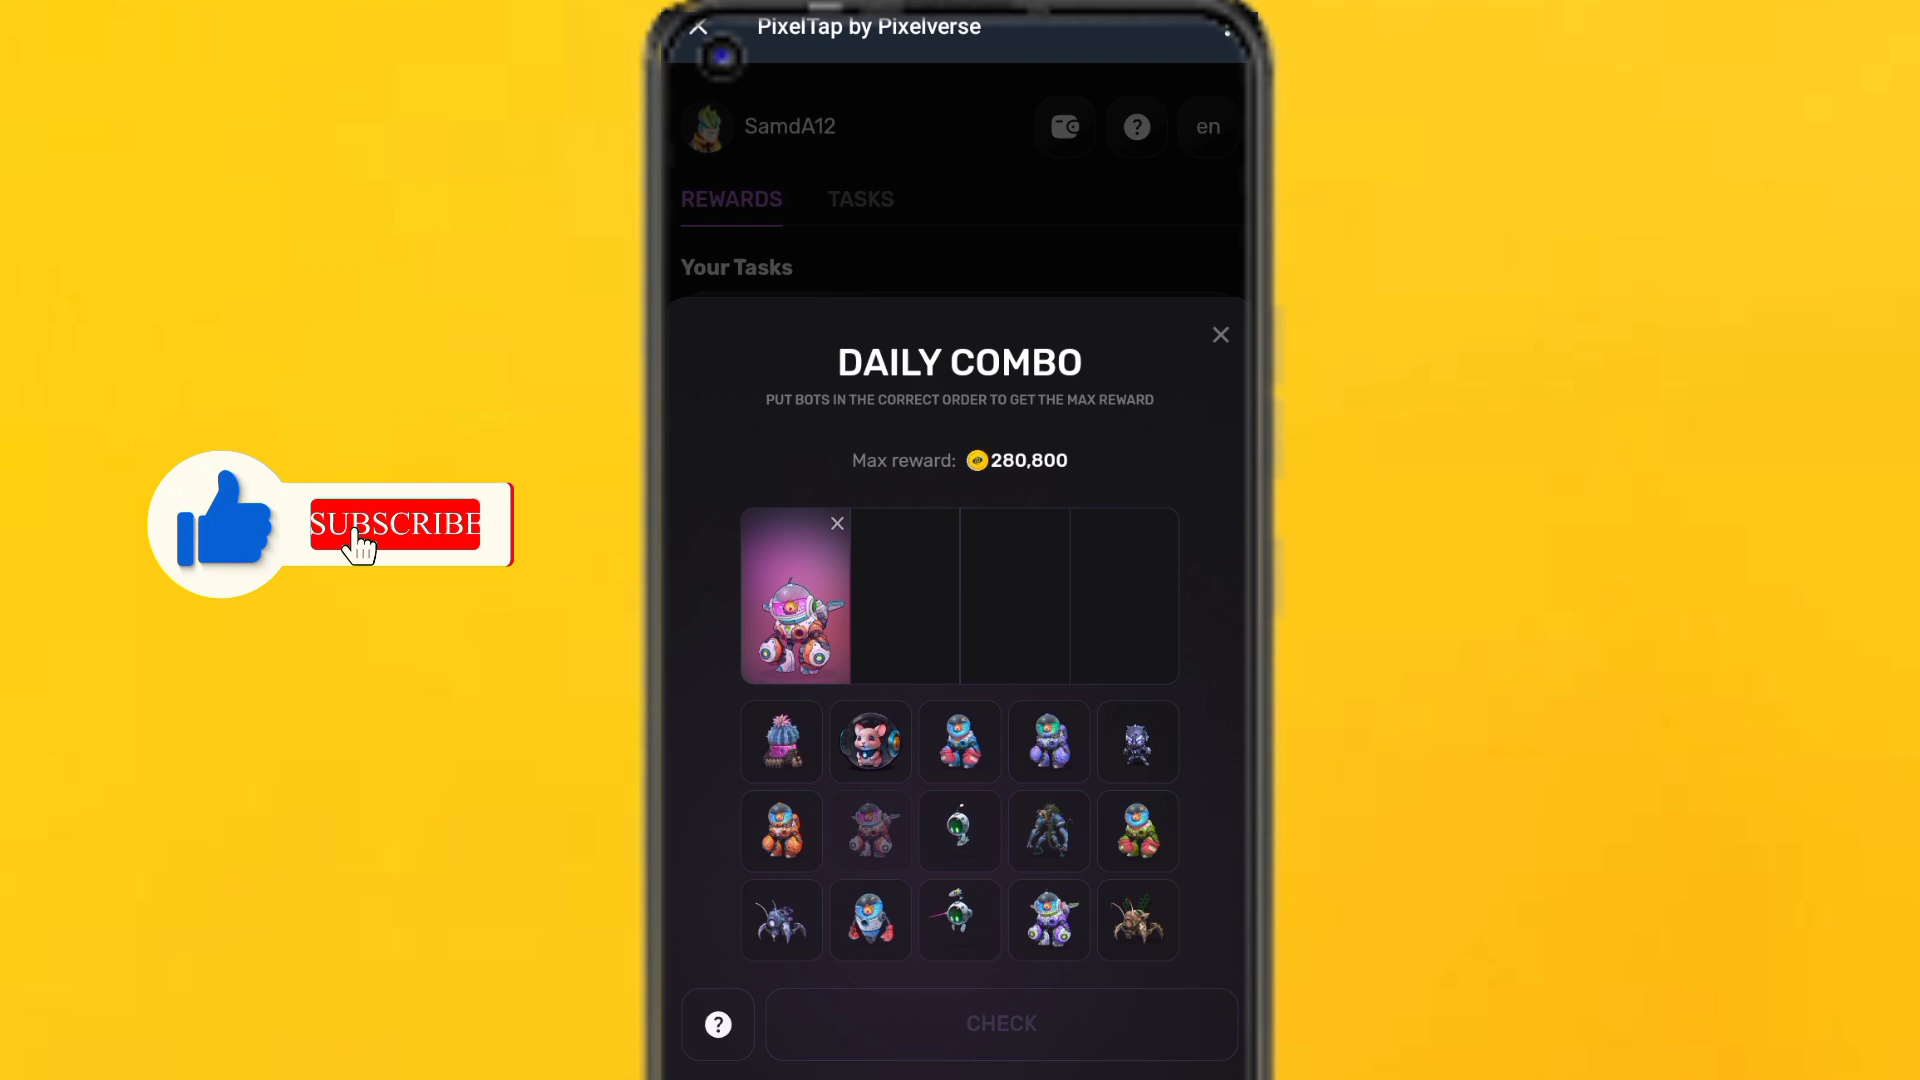 PixelTap by Pixelverse
SamdA12
en
REWARDS
TASKS
Your Tasks
DAILY COMBO
PUT BOTS IN THE CORRECT ORDER TO GET THE MAX REWARD
Max reward: 280,800
SUBSCRIBE
CHECK